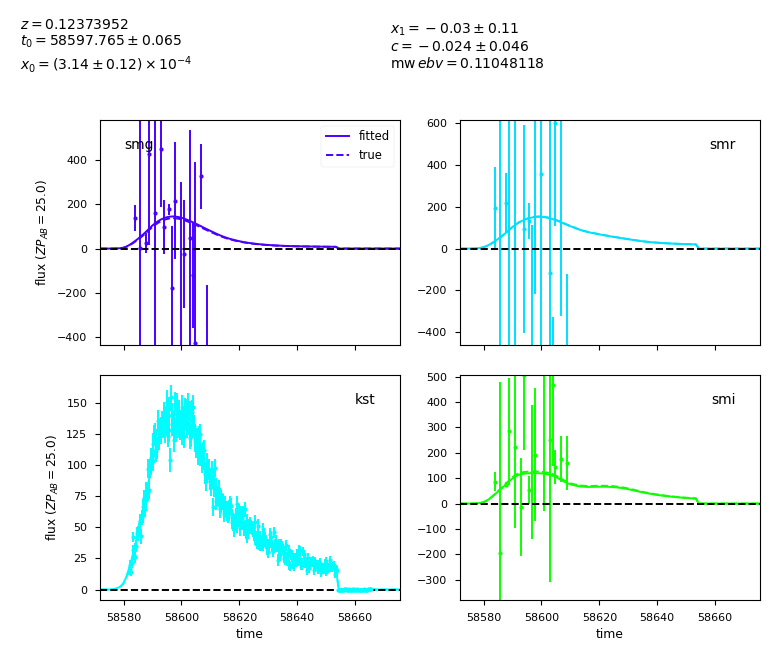 z = 0.12373952
t₀ = 58597.765 ± 0.065
x₀ = (3.14 ± 0.12) × 10⁻⁴
x₁ = −0.03 ± 0.11
c = −0.024 ± 0.046
mwebv = 0.11048118
smg
fitted
true
400
200
0
−200
−400
flux (ZP_AB = 25.0)
smr
600
400
200
0
−200
−400
kst
150
125
100
75
50
25
0
flux (ZP_AB = 25.0)
58580 58600 58620 58640 58660
time
smi
500
400
300
200
100
0
−100
−200
−300
58580 58600 58620 58640 58660
time